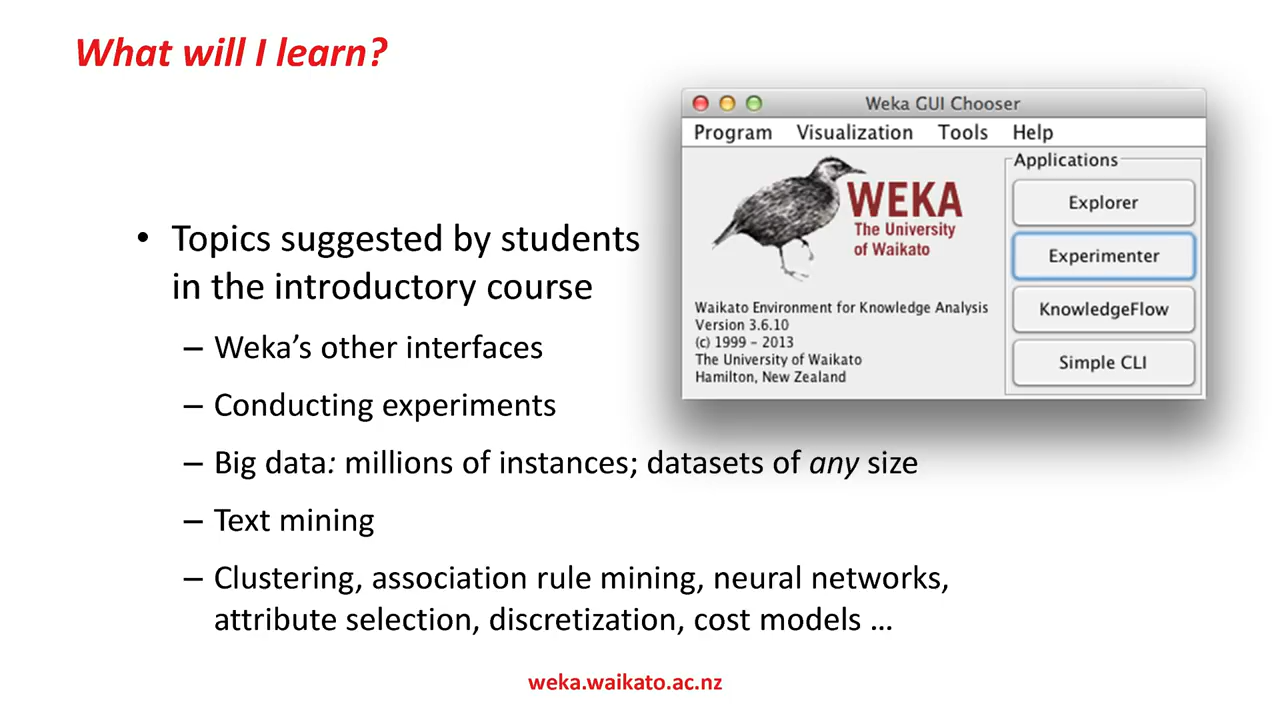 What will I learn?
• Topics suggested by students
in the introductory course
– Weka’s other interfaces
– Conducting experiments
– Big data: millions of instances; datasets of any size
– Text mining
– Clustering, association rule mining, neural networks,
attribute selection, discretization, cost models …
Weka GUI Chooser
Program Visualization Tools Help
WEKA
The University
of Waikato
Waikato Environment for Knowledge Analysis
Version 3.6.10
(c) 1999 - 2013
The University of Waikato
Hamilton, New Zealand
Applications
Explorer
Experimenter
KnowledgeFlow
Simple CLI
weka.waikato.ac.nz